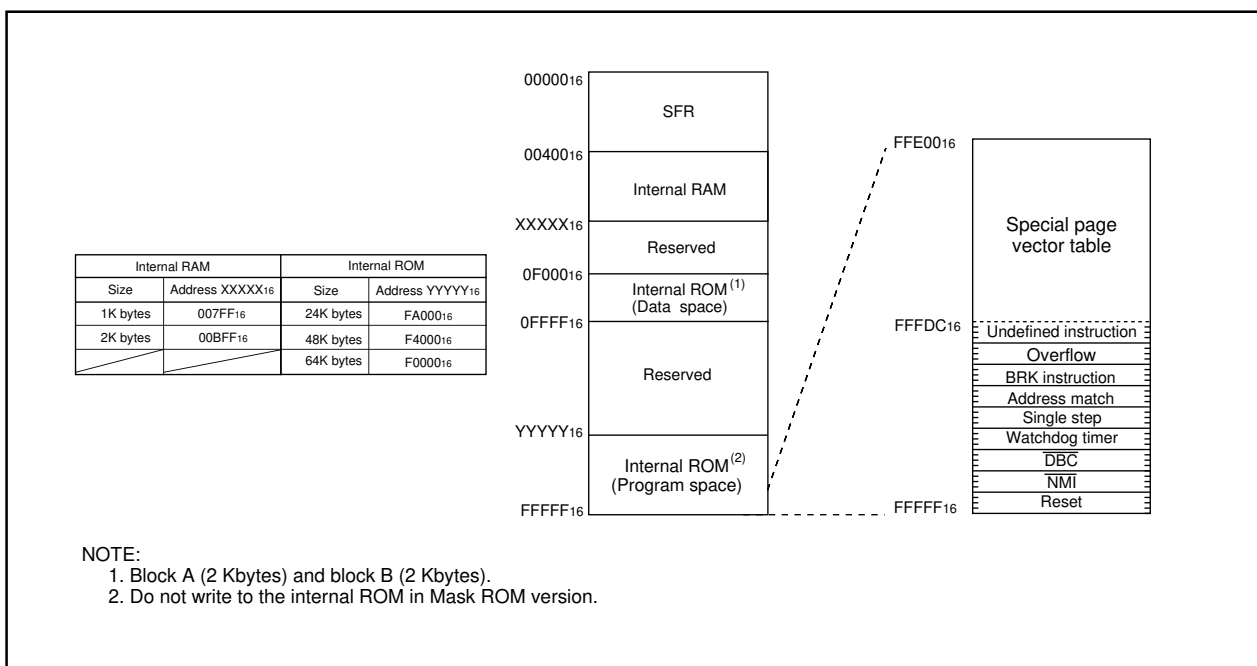 Internal RAM Internal ROM
Size Address XXXXX16 Size Address YYYYY16
1K bytes 007FF16 24K bytes FA00016
2K bytes 00BFF16 48K bytes F400016
64K bytes F000016
0000016
SFR
0040016
Internal RAM
XXXXX16
Reserved
0F00016
Internal ROM(1)
(Data space)
0FFFF16
Reserved
YYYYY16
Internal ROM(2)
(Program space)
FFFFF16
FFE0016
Special page
vector table
FFFDC16
Undefined instruction
Overflow
BRK instruction
Address match
Single step
Watchdog timer
DBC
NMI
Reset
FFFFF16
NOTE:
1. Block A (2 Kbytes) and block B (2 Kbytes).
2. Do not write to the internal ROM in Mask ROM version.